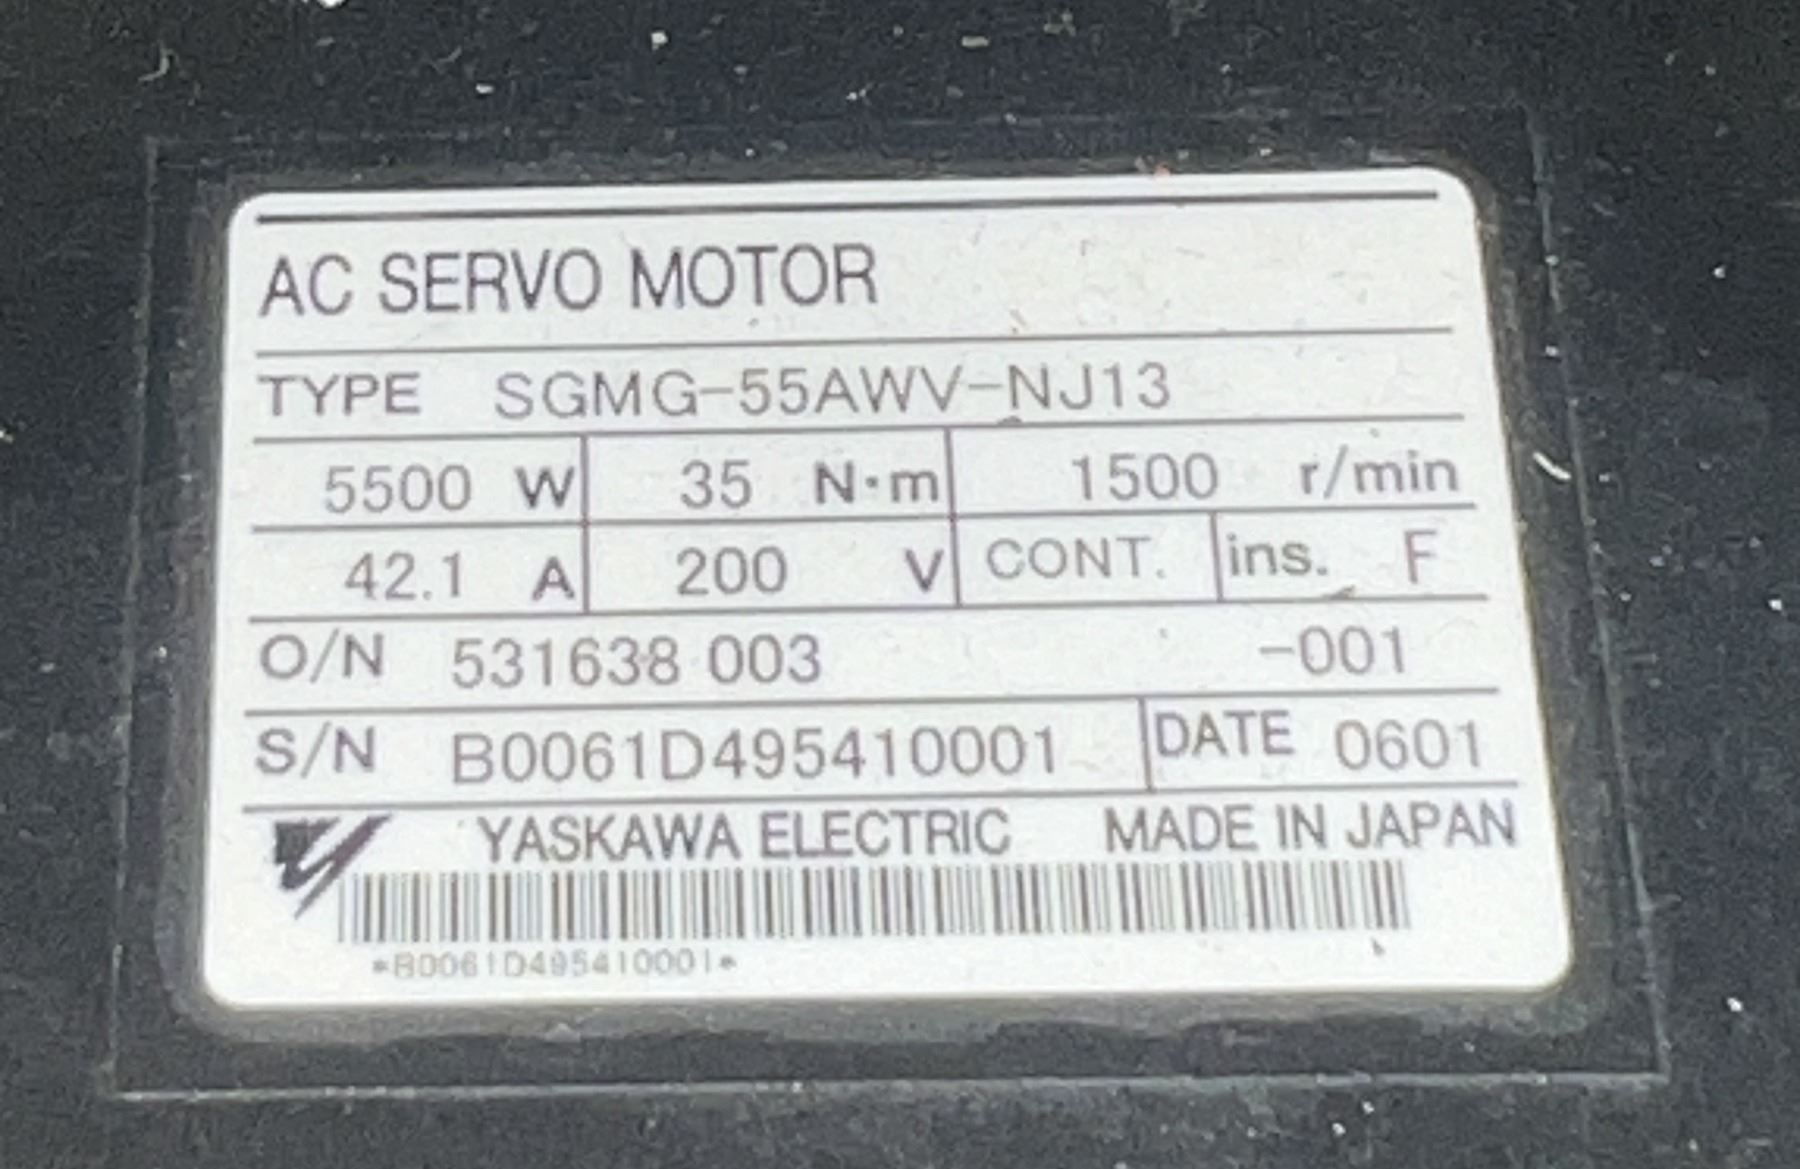 AC SERVO MOTOR
TYPE SGMG-55AWV-NJ13
5500 W 35 N·m 1500 r/min
42.1 A 200 V CONT. ins. F
O/N 531638 003 -001
S/N B0061D495410001 DATE 0601
YASKAWA ELECTRIC MADE IN JAPAN
*B0061D495410001*